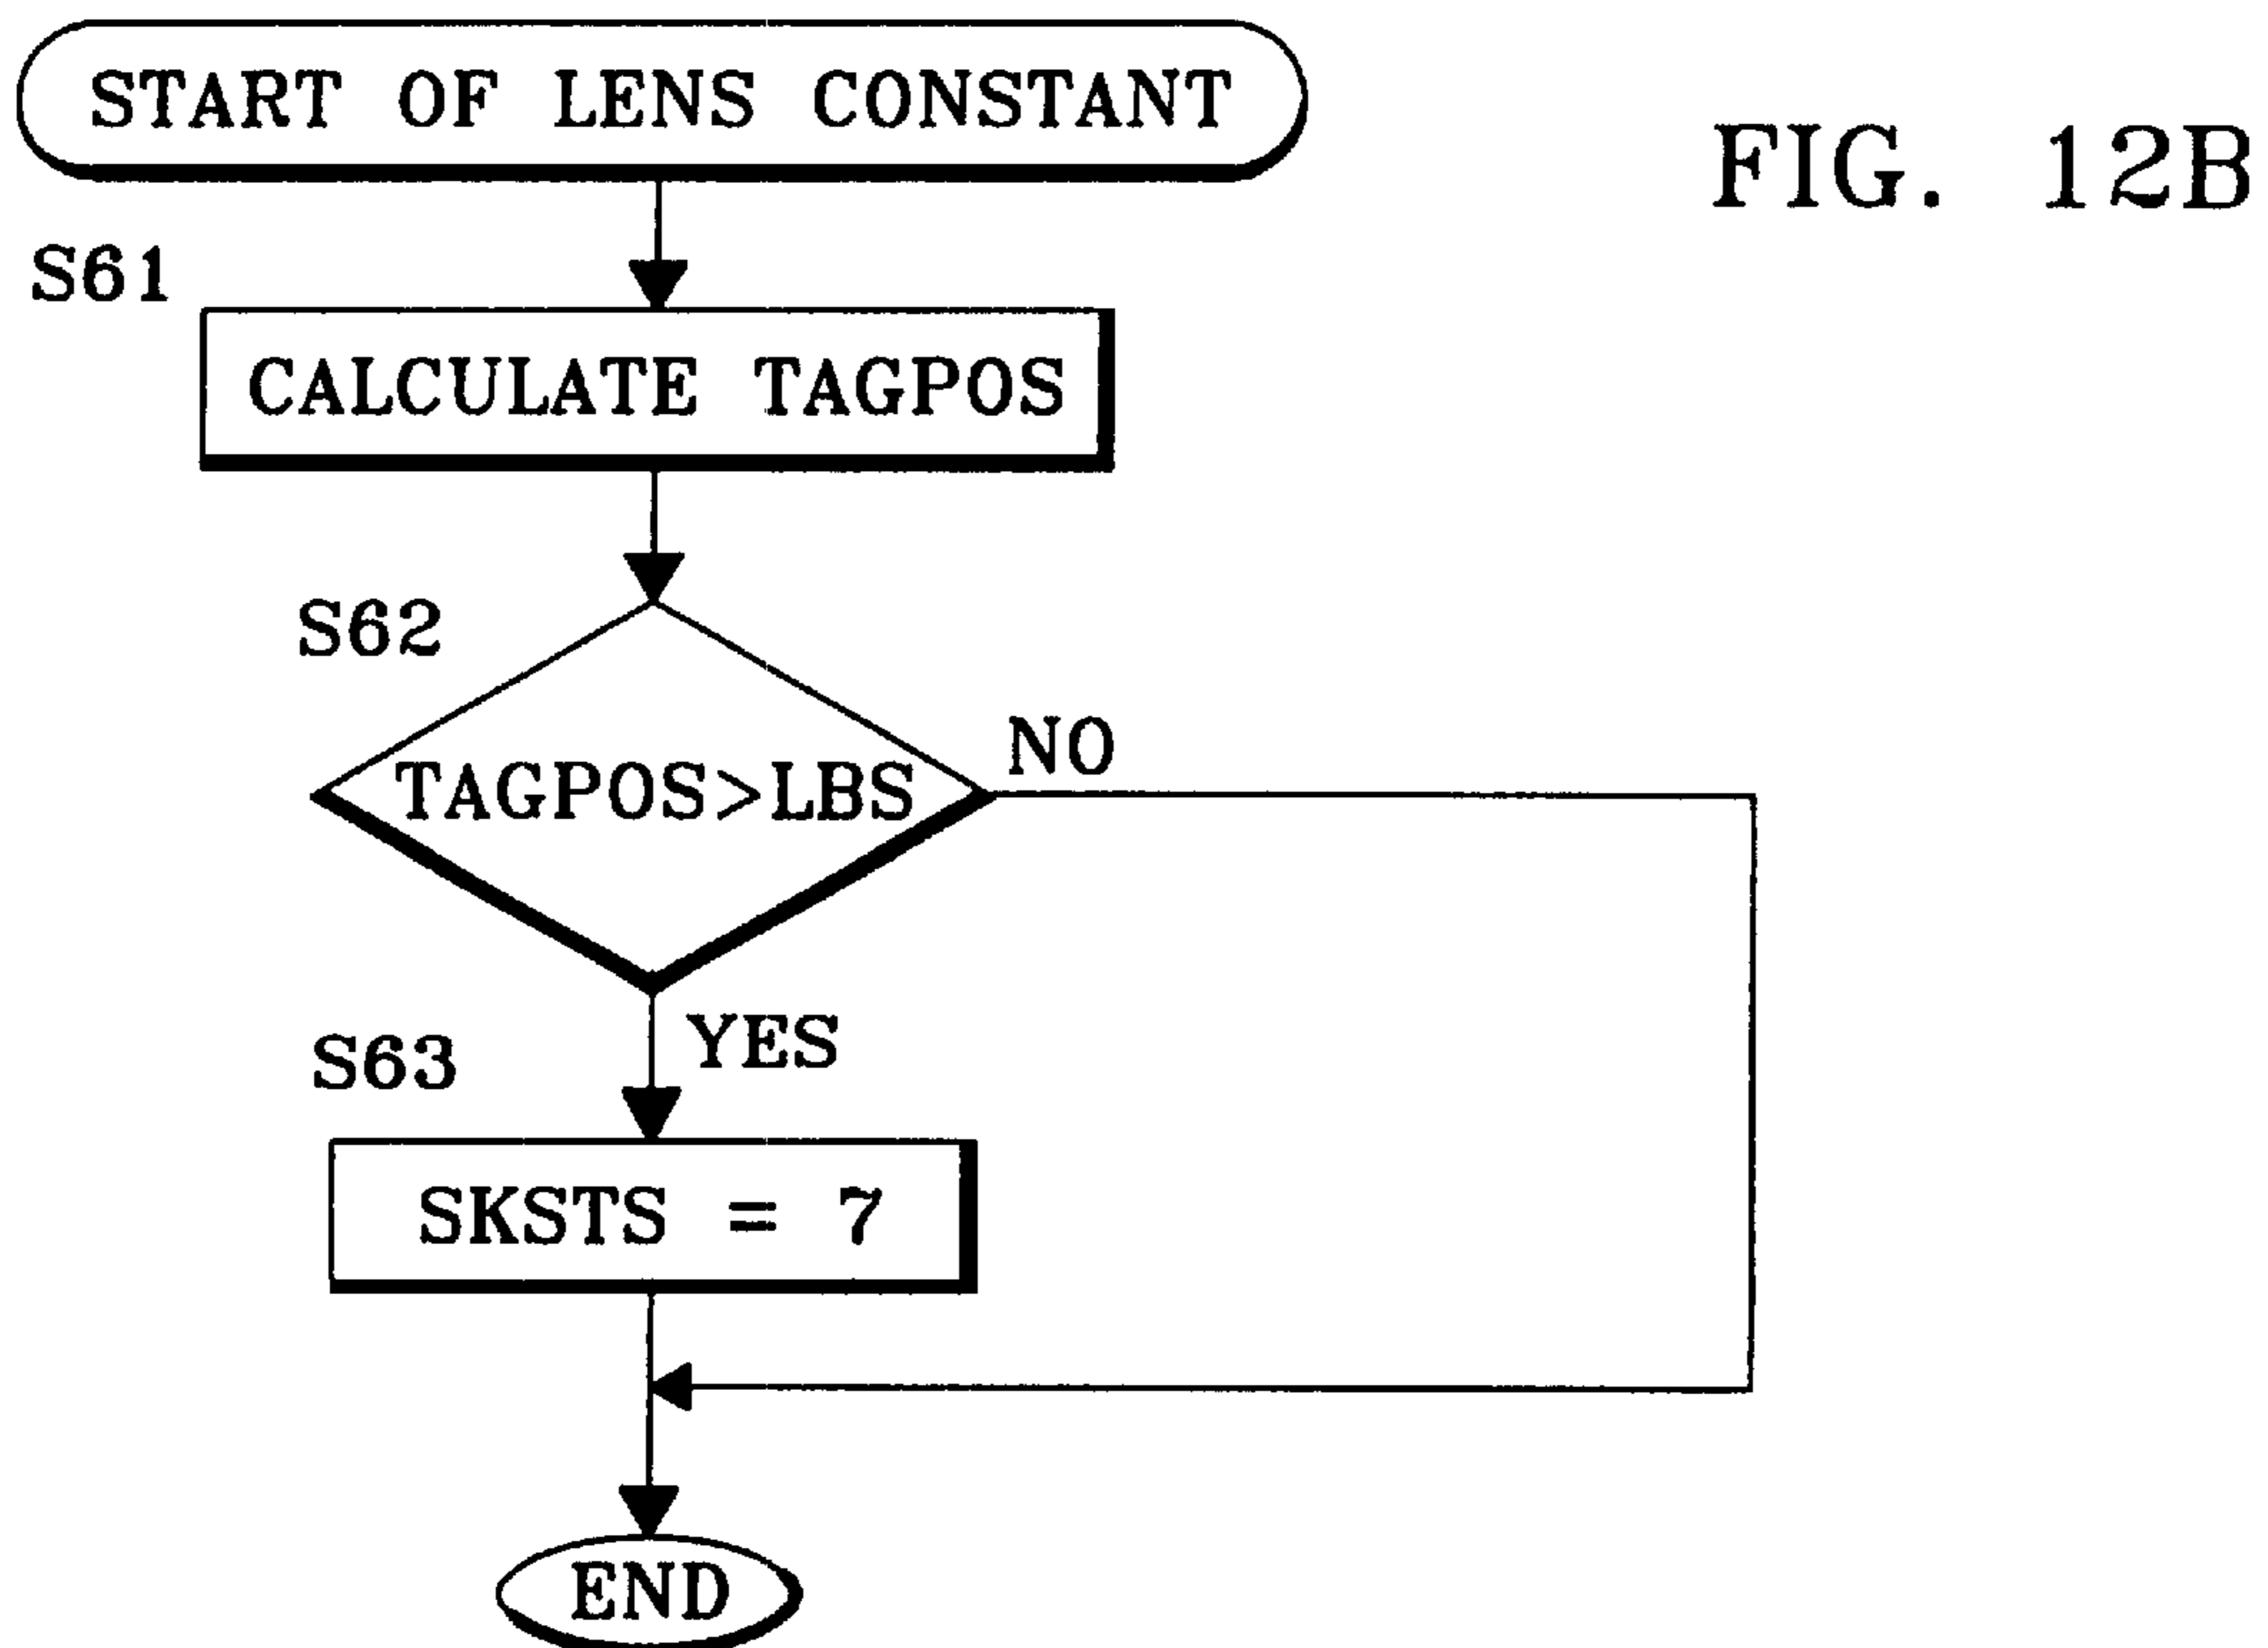 START OF LENS CONSTANT
FIG. 12B
S61
CALCULATE TAGPOS
S62
TAGPOS>LBS
NO
YES
S63
SKSTS = 7
END